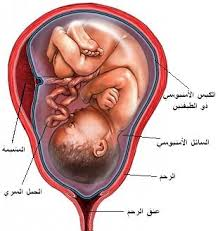 الكيس الأمنيوسي
ذو الطبقتين
السائل الأمنيوسي
المشيمة
الرحم
الحبل السري
عنق الرحم